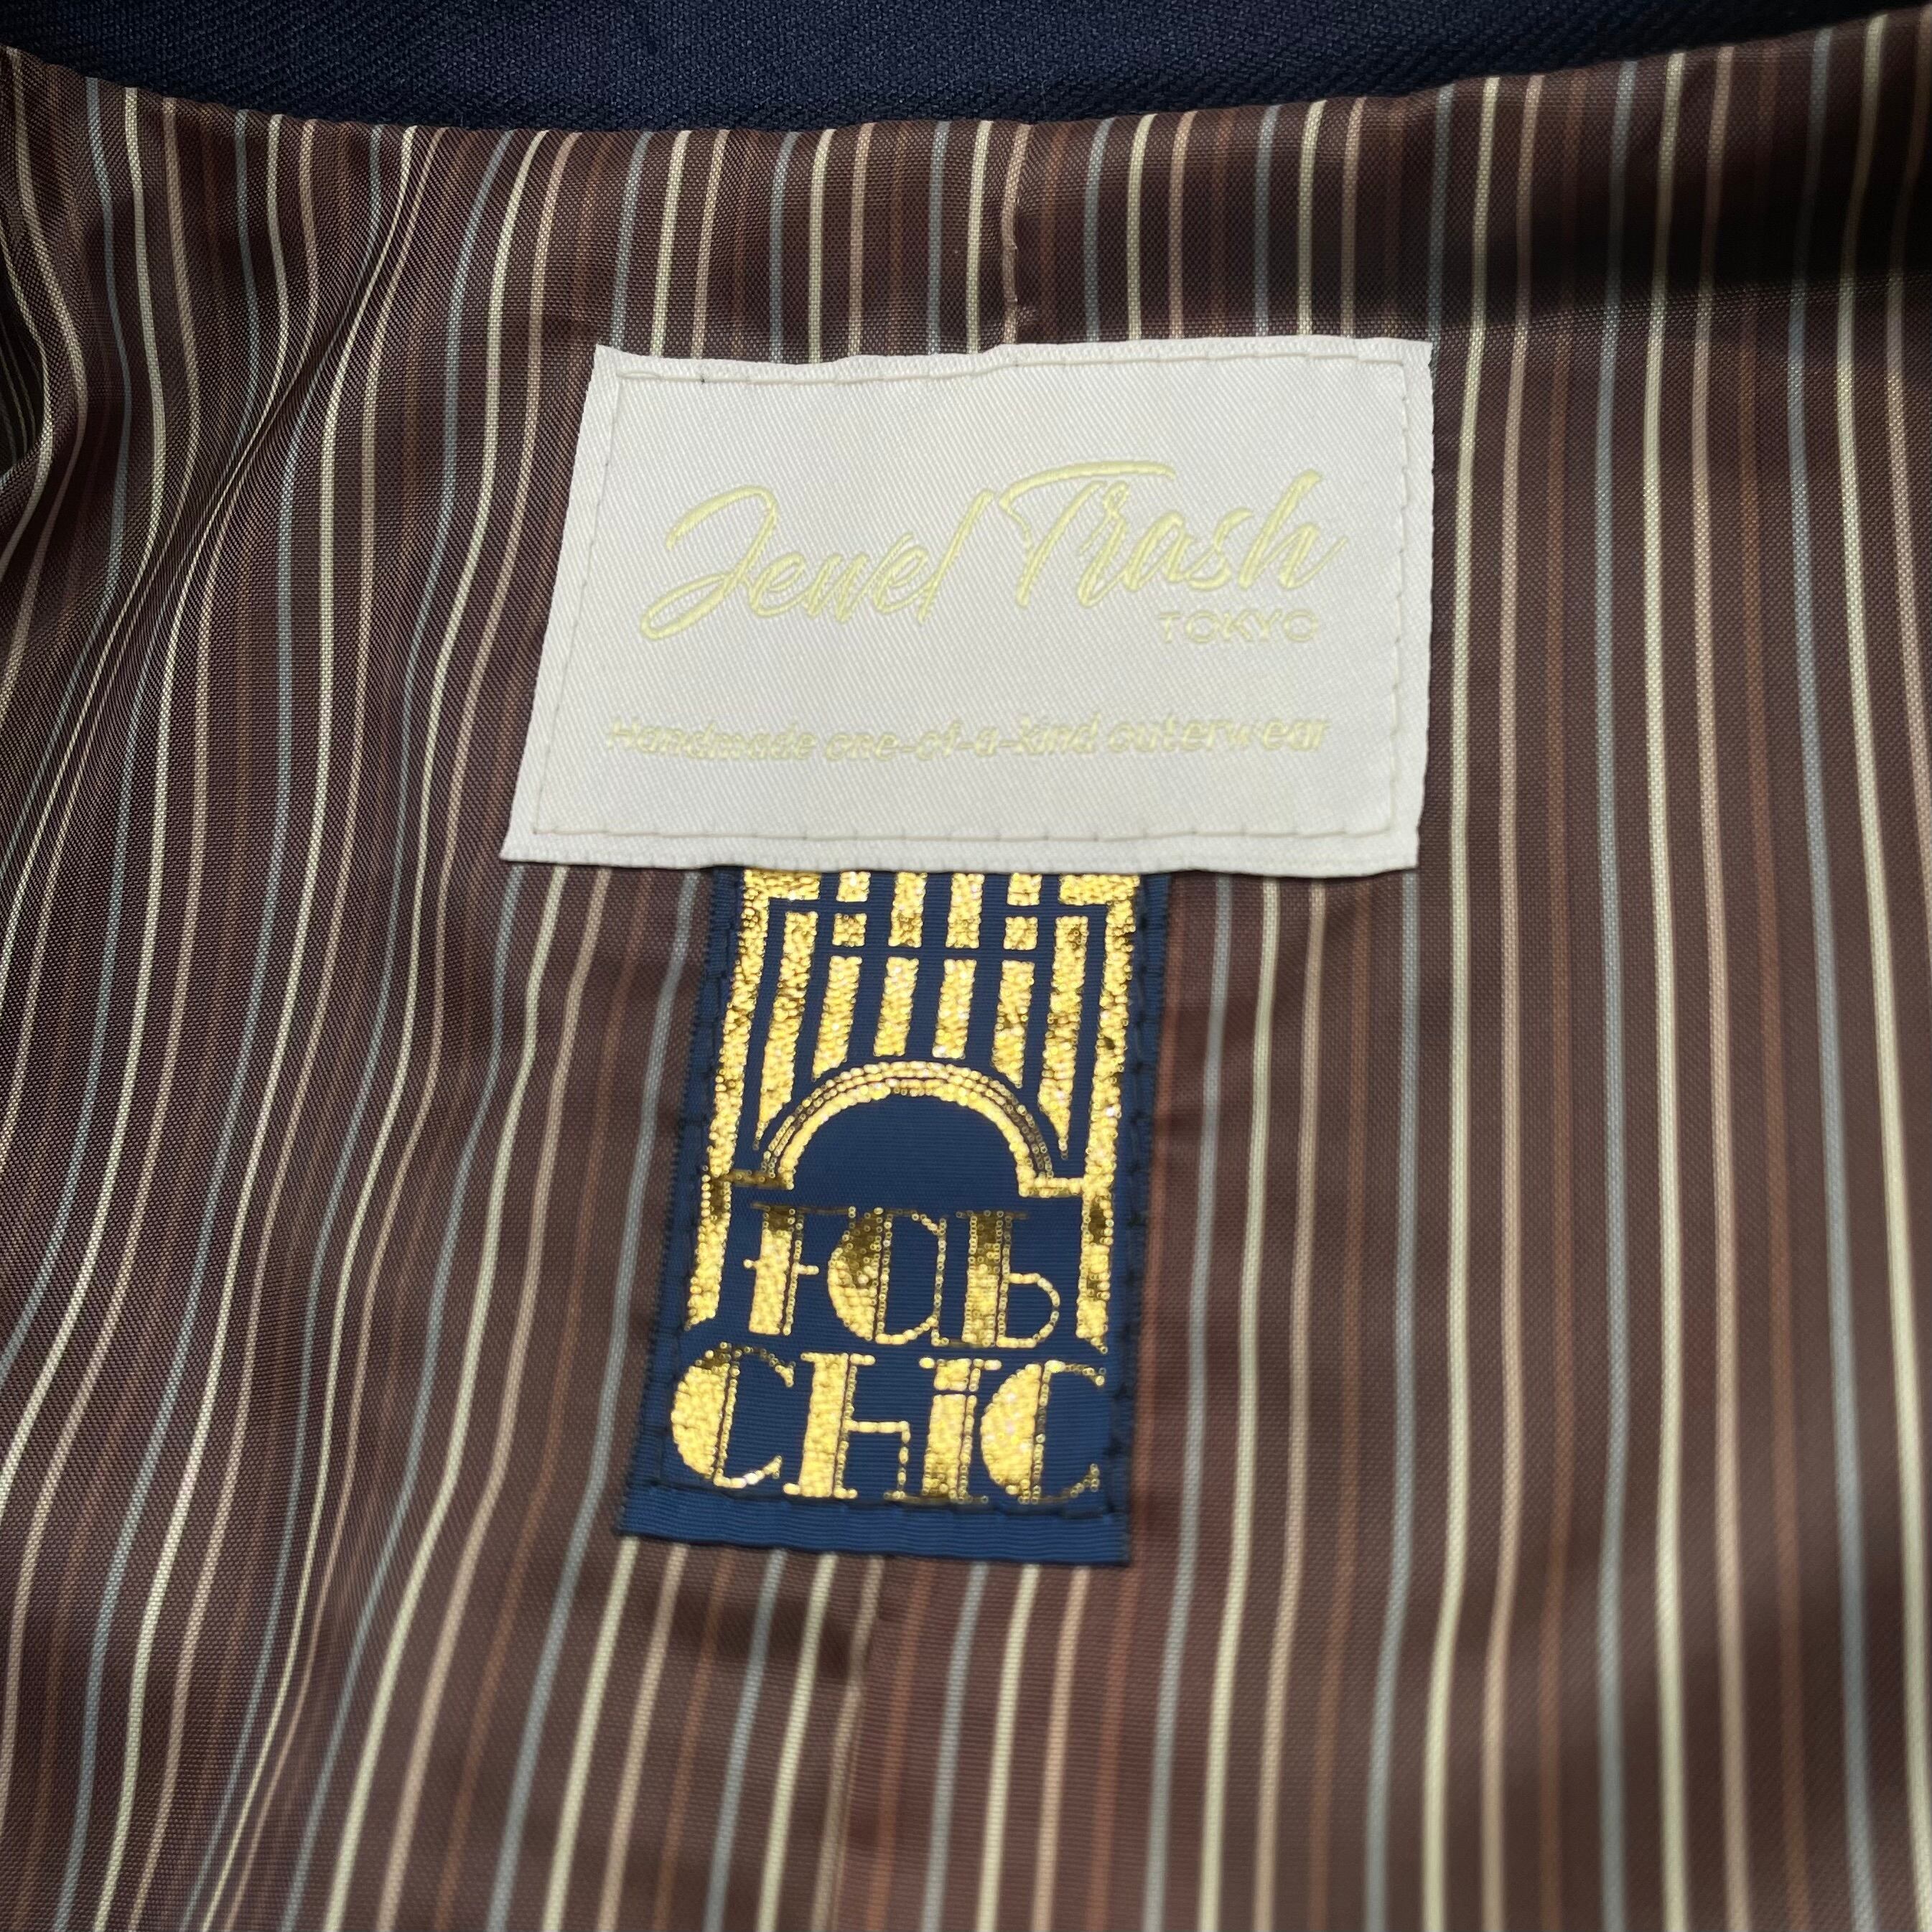 Jewel Trash
TOKYO
Handmade one-of-a-kind outerwear
Fab
CHiC